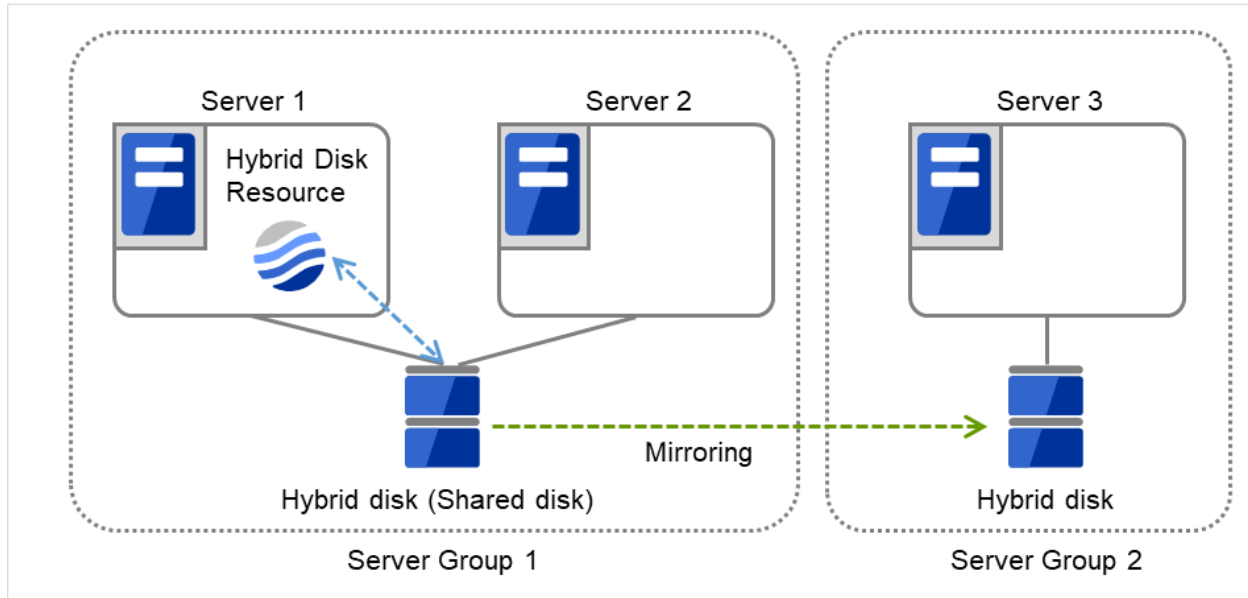 Server 1
Server 2
Server 3
Hybrid Disk
Resource
Mirroring
Hybrid disk (Shared disk)
Hybrid disk
Server Group 1
Server Group 2